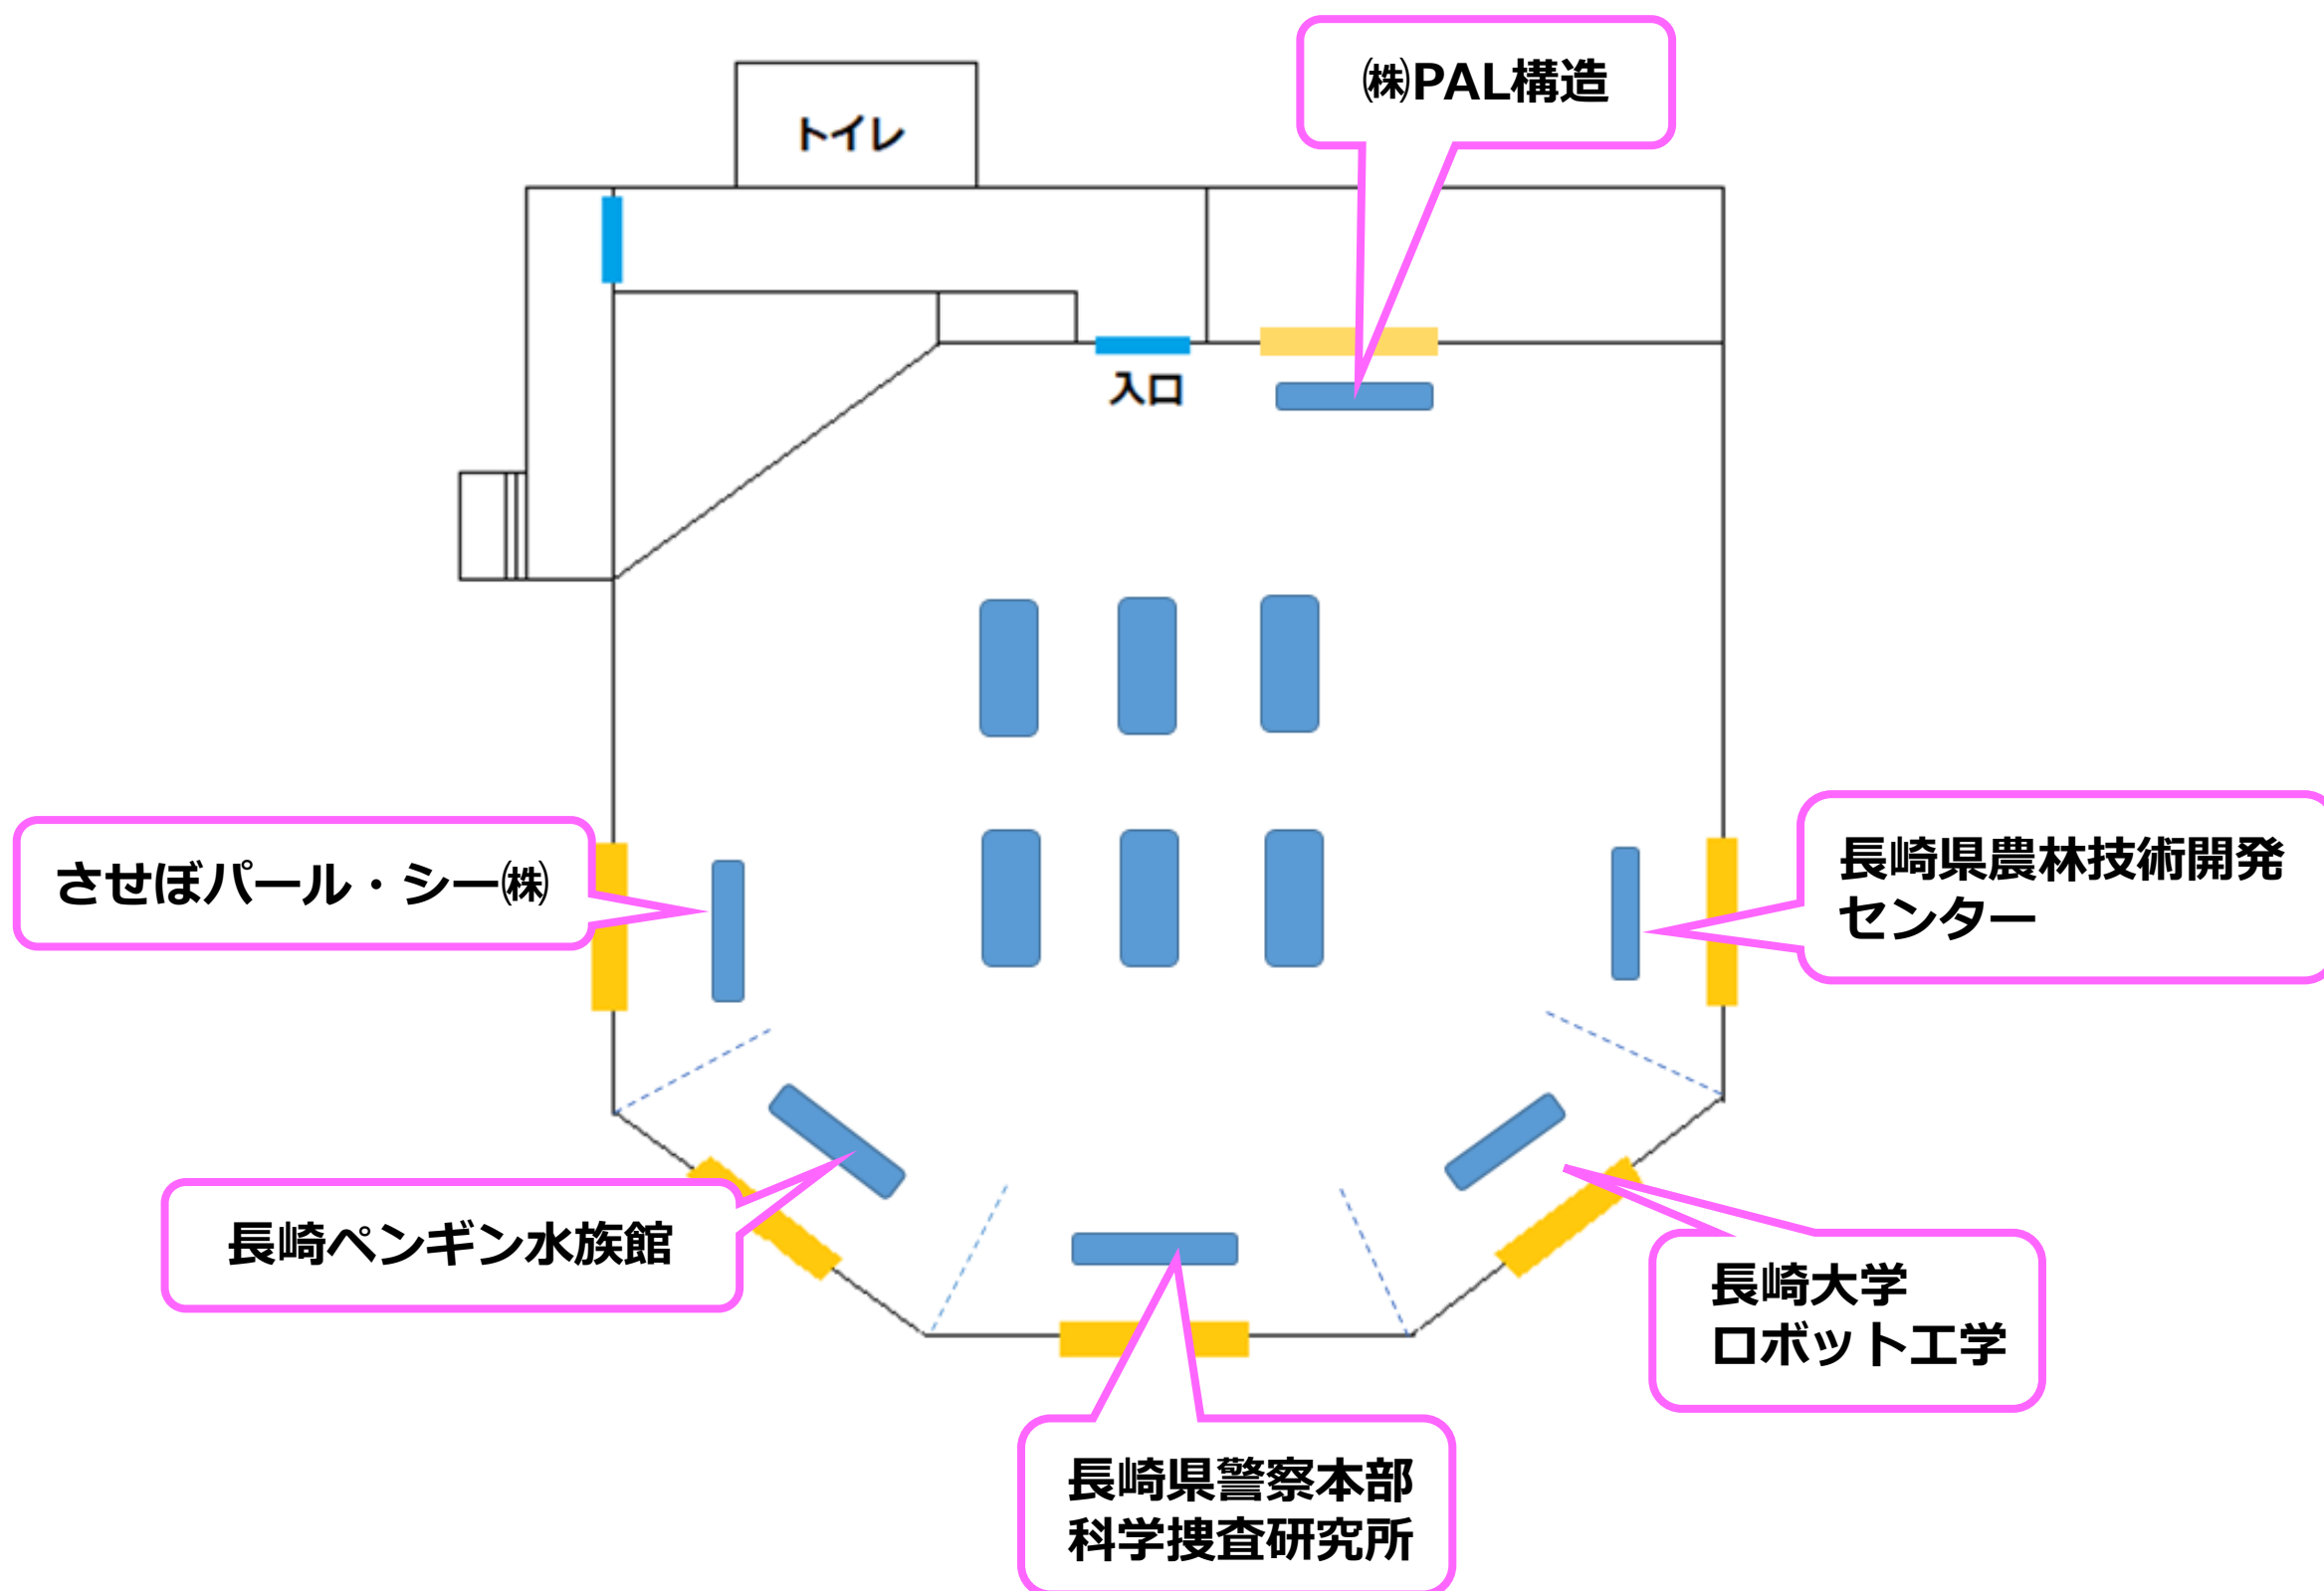 ㈱PAL構造
トイレ
入口
させぼパール・シー㈱
長崎県農林技術開発
センター
長崎ペンギン水族館
長崎大学
ロボット工学
長崎県警察本部
科学捜査研究所